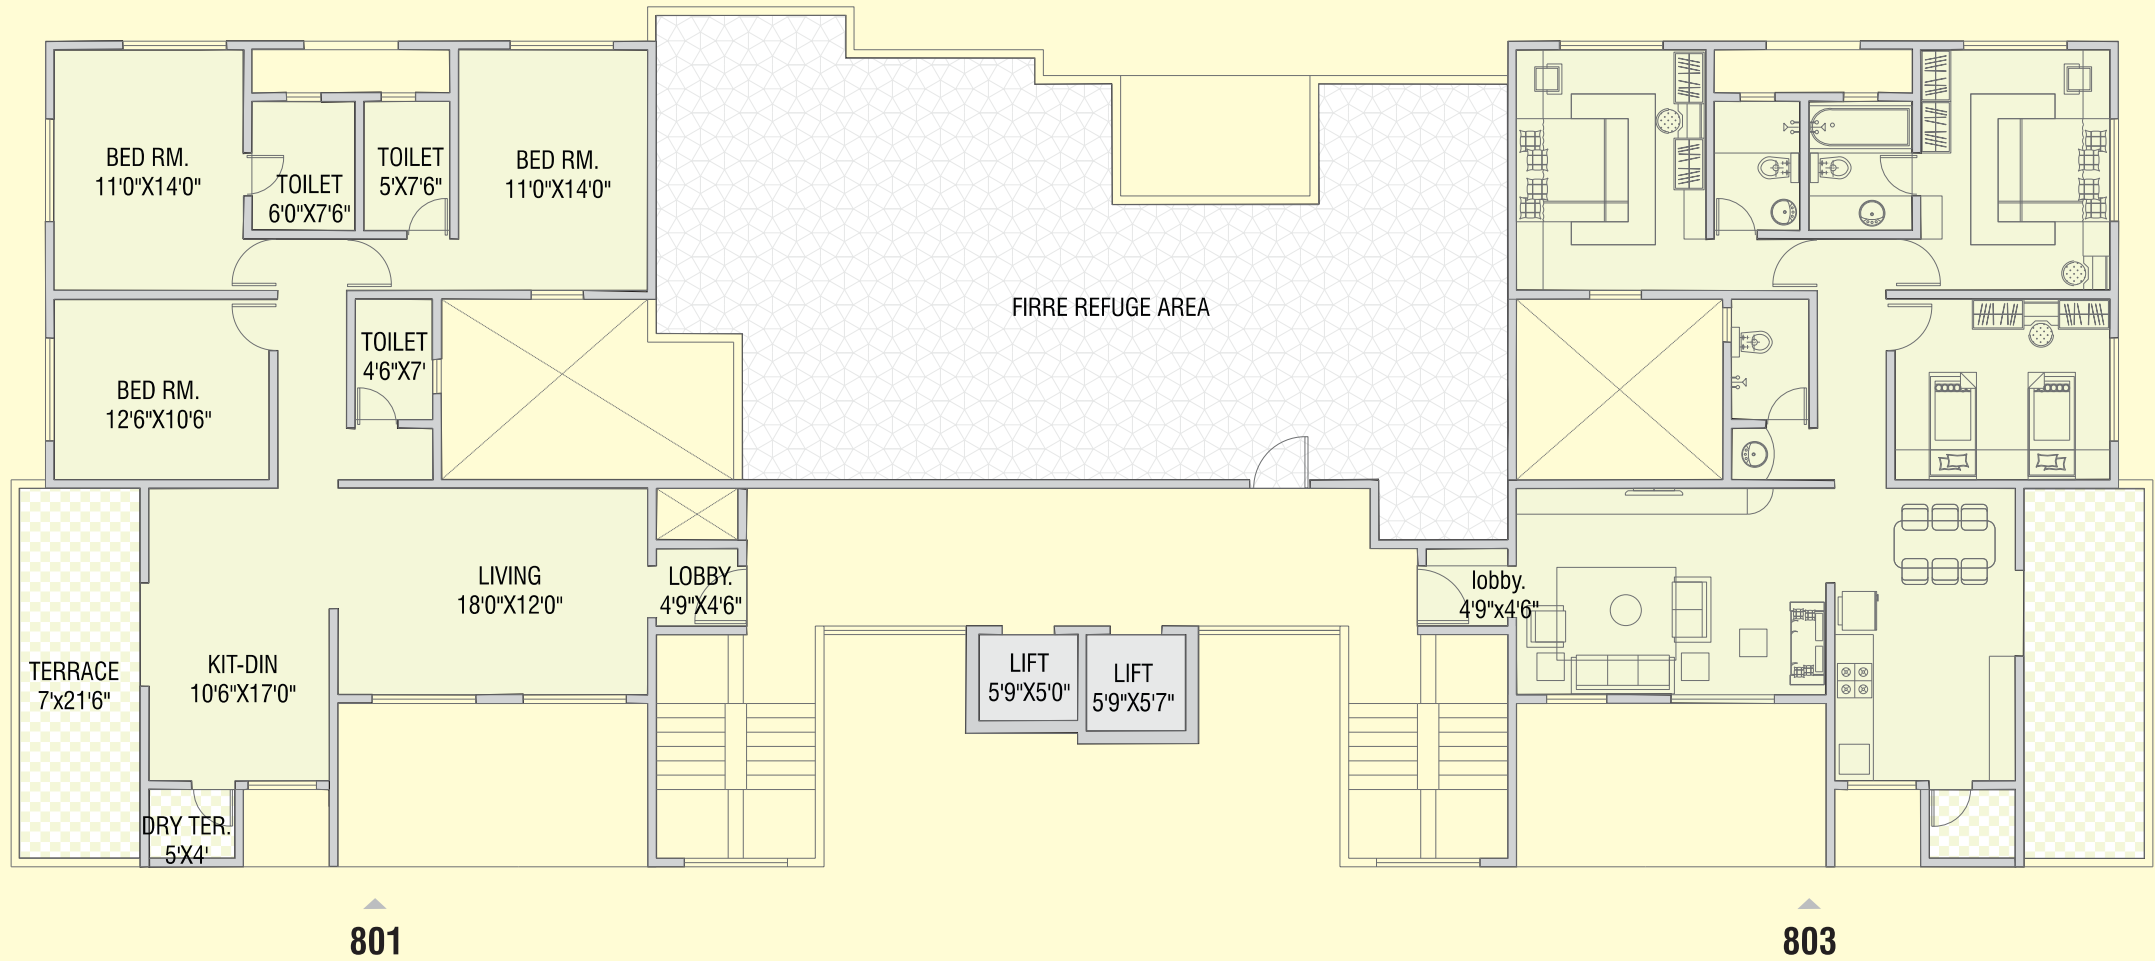 BED RM.
11'0"X14'0"
TOILET
6'0"X7'6"
TOILET
5'X7'6"
BED RM.
11'0"X14'0"
FIRRE REFUGE AREA
TOILET
4'6"X7'
BED RM.
12'6"X10'6"
LIVING
18'0"X12'0"
LOBBY.
4'9"X4'6"
lobby.
4'9"x4'6"
TERRACE
7'x21'6"
KIT-DIN
10'6"X17'0"
LIFT
5'9"X5'0"
LIFT
5'9"X5'7"
DRY TER.
5'X4'
801
803